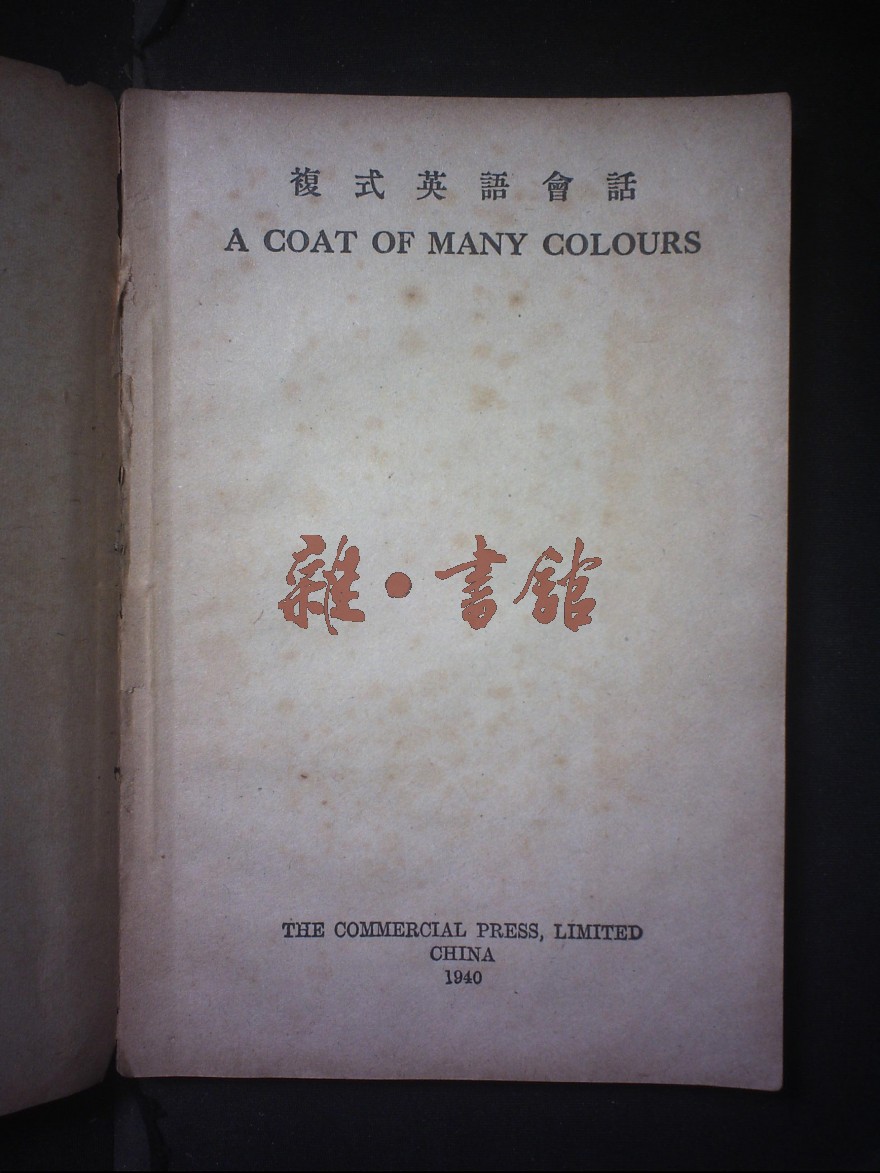 複式英語會話
A COAT OF MANY COLOURS
雜·書館
THE COMMERCIAL PRESS, LIMITED
CHINA
1940